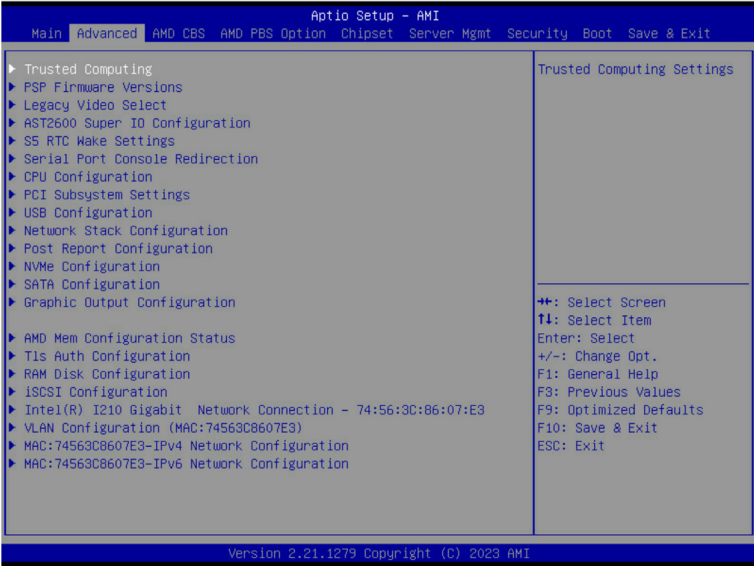 Aptio Setup – AMI
Main Advanced AMD CBS AMD PBS Option Chipset Server Mgmt Security Boot Save & Exit
Trusted Computing
PSP Firmware Versions
Legacy Video Select
AST2600 Super IO Configuration
S5 RTC Wake Settings
Serial Port Console Redirection
CPU Configuration
PCI Subsystem Settings
USB Configuration
Network Stack Configuration
Post Report Configuration
NVMe Configuration
SATA Configuration
Graphic Output Configuration
AMD Mem Configuration Status
Tls Auth Configuration
RAM Disk Configuration
iSCSI Configuration
Intel(R) I210 Gigabit  Network Connection – 74:56:3C:86:07:E3
VLAN Configuration (MAC:74563C8607E3)
MAC:74563C8607E3–IPv4 Network Configuration
MAC:74563C8607E3–IPv6 Network Configuration
Trusted Computing Settings
→←: Select Screen
↑↓: Select Item
Enter: Select
+/–: Change Opt.
F1: General Help
F3: Previous Values
F9: Optimized Defaults
F10: Save & Exit
ESC: Exit
Version 2.21.1279 Copyright (C) 2023 AMI